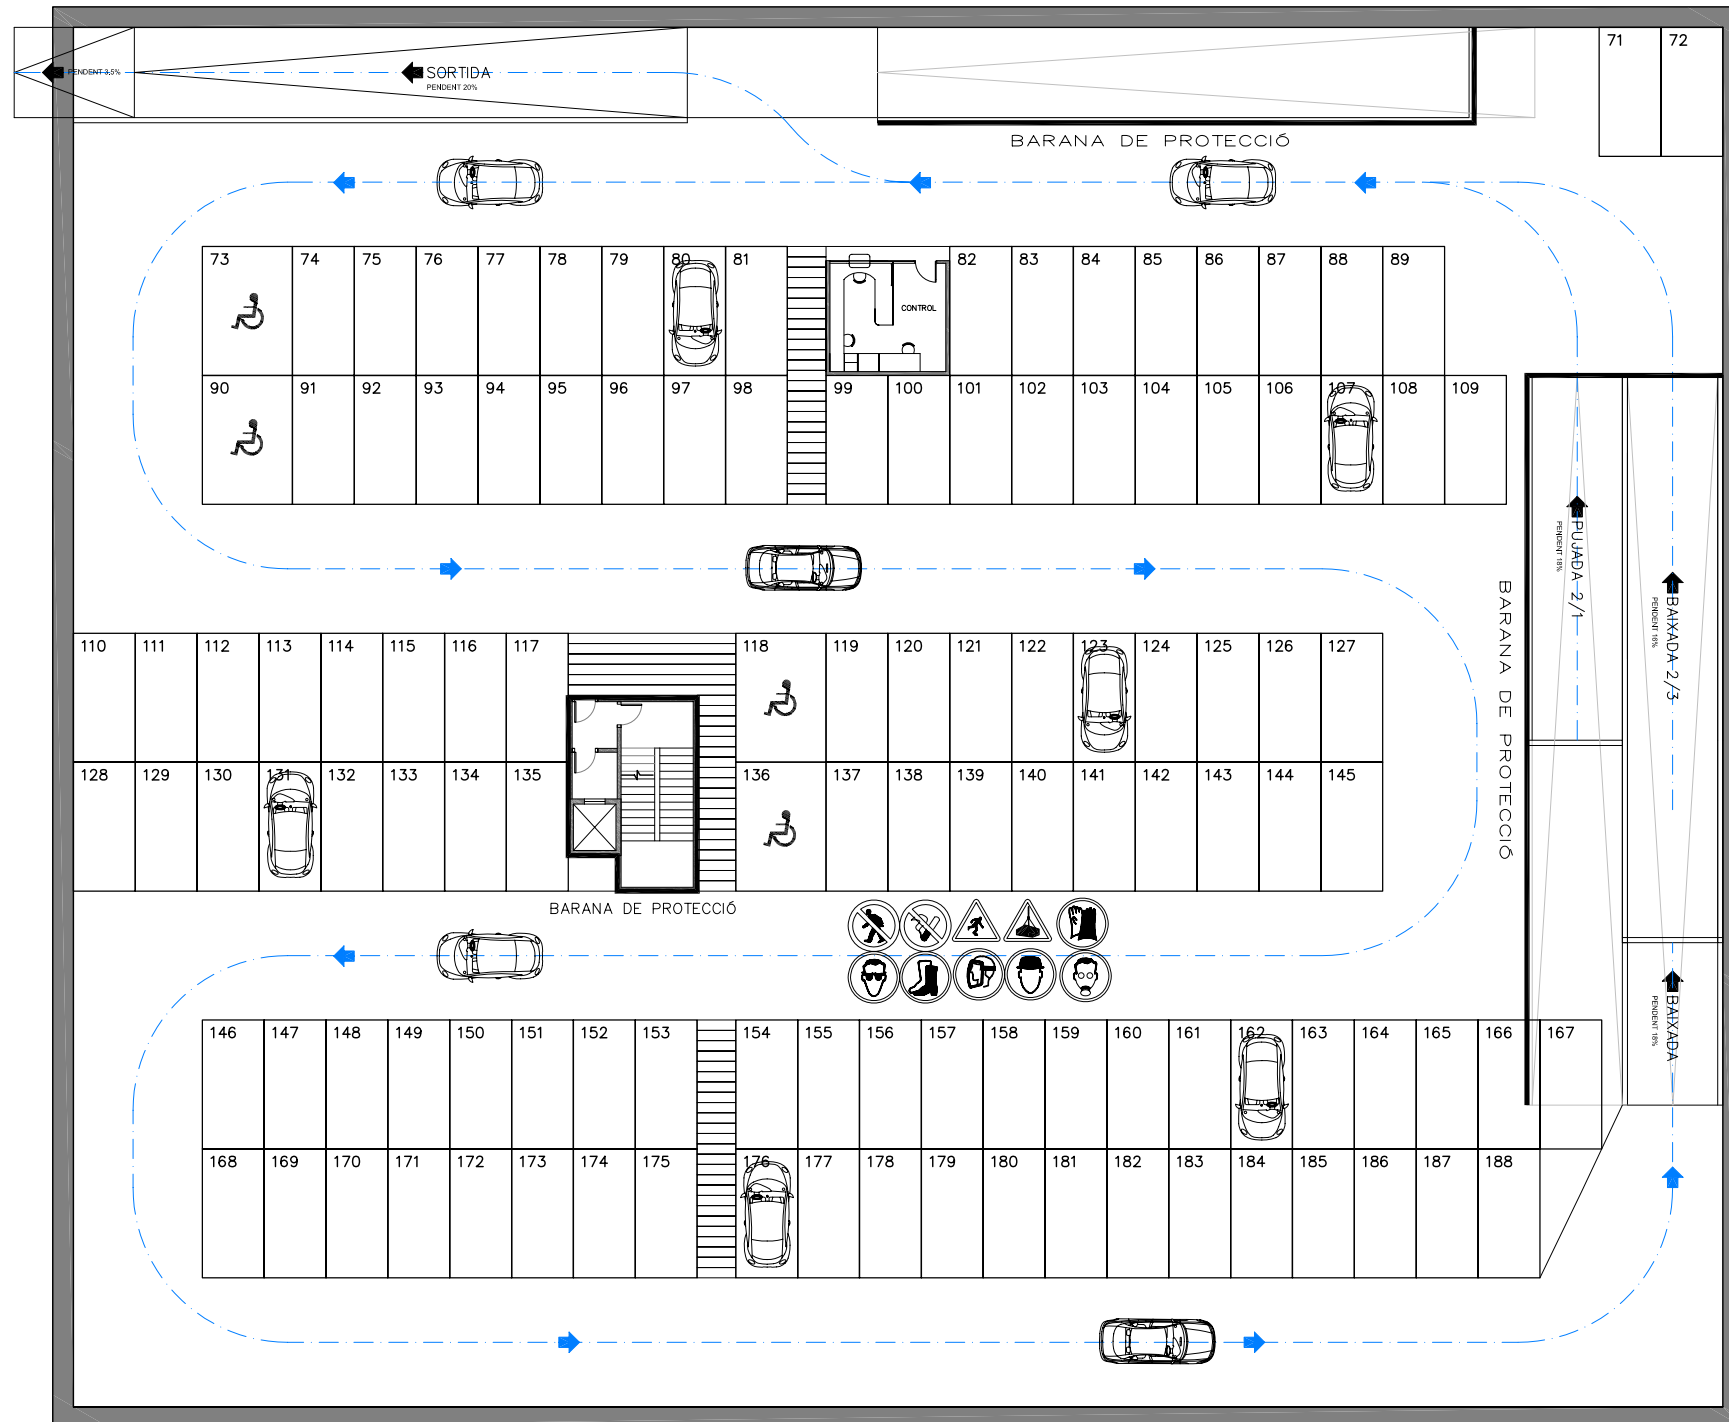 71 72
PENDENT 3,5%
SORTIDA
PENDENT 20%
BARANA DE PROTECCIÓ
73 74 75 76 77 78 79 80 81 82 83 84 85 86 87 88 89
CONTROL
90 91 92 93 94 95 96 97 98 99 100 101 102 103 104 105 106 107 108 109
PUJADA 2/1
PENDENT 18%
BAIXADA 2/3
PENDENT 16%
BARANA DE PROTECCIÓ
110 111 112 113 114 115 116 117 118 119 120 121 122 123 124 125 126 127
128 129 130 131 132 133 134 135 136 137 138 139 140 141 142 143 144 145
BARANA DE PROTECCIÓ
BAIXADA
PENDENT 18%
146 147 148 149 150 151 152 153 154 155 156 157 158 159 160 161 162 163 164 165 166 167
168 169 170 171 172 173 174 175 176 177 178 179 180 181 182 183 184 185 186 187 188